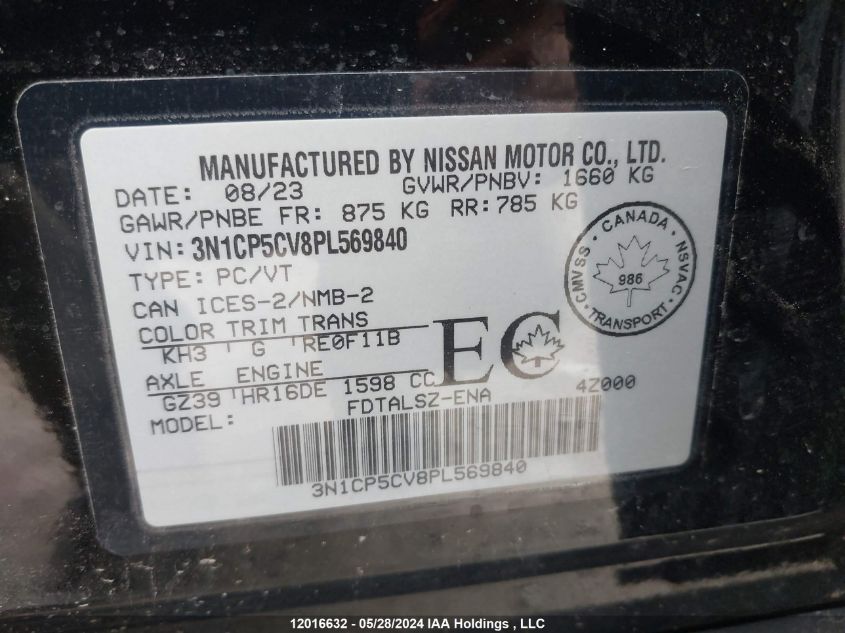 MANUFACTURED BY NISSAN MOTOR CO., LTD.
DATE: 08/23 GVWR/PNBV: 1660 KG
GAWR/PNBE FR: 875 KG RR:785 KG
VIN: 3N1CP5CV8PL569840
TYPE: PC/VT
CAN ICES-2/NMB-2
COLOR TRIM TRANS
KH3 G RE0F11B
AXLE ENGINE
GZ39 HR16DE 1598 CC
EC
MODEL: FDTALSZ-ENA 4Z000
3N1CP5CV8PL569840
CANADA
CMVSS NSVAC
986
TRANSPORT
12016632 - 05/28/2024 IAA Holdings , LLC